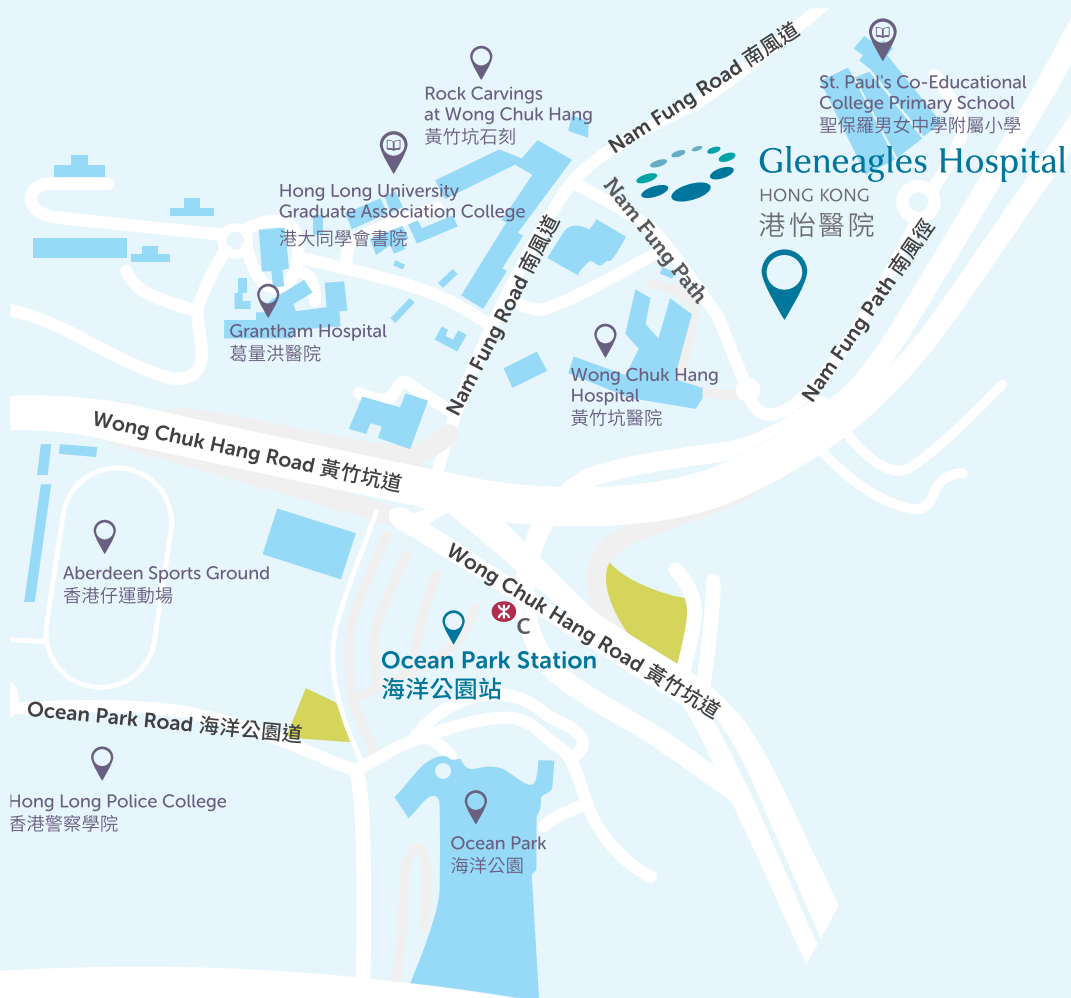 Nam Fung Road 南風道
Rock Carvings
at Wong Chuk Hang
黃竹坑石刻
St. Paul's Co-Educational
College Primary School
聖保羅男女中學附屬小學
Gleneagles Hospital
HONG KONG
港怡醫院
Hong Long University
Graduate Association College
港大同學會書院
Nam Fung Path
Nam Fung Road 南風道
Nam Fung Path 南風徑
Grantham Hospital
葛量洪醫院
Wong Chuk Hang
Hospital
黃竹坑醫院
Wong Chuk Hang Road 黃竹坑道
Aberdeen Sports Ground
香港仔運動場
Wong Chuk Hang Road 黃竹坑道
C
Ocean Park Station
海洋公園站
Ocean Park Road 海洋公園道
Hong Long Police College
香港警察學院
Ocean Park
海洋公園